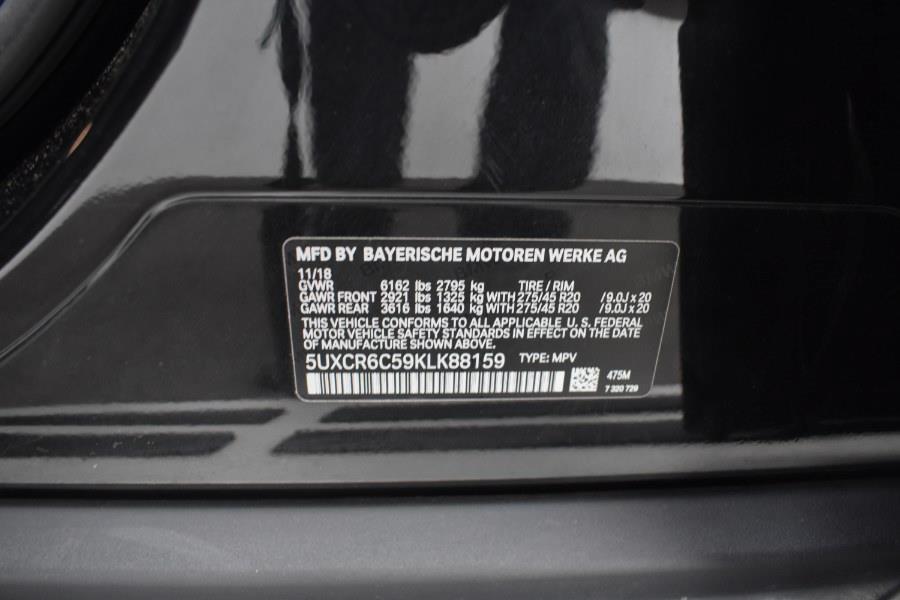 MFD BY BAYERISCHE MOTOREN WERKE AG
11/18
GVWR 6162 lbs 2795 kg TIRE / RIM
GAWR FRONT 2921 lbs 1325 kg WITH 275/45 R20 /9.0J x 20
GAWR REAR 3616 lbs 1640 kg WITH 275/45 R20 /9.0J x 20
THIS VEHICLE CONFORMS TO ALL APPLICABLE U. S. FEDERAL
MOTOR VEHICLE SAFETY STANDARDS IN EFFECT ON THE DATE
OF MANUFACTURE SHOWN ABOVE.
5UXCR6C59KLK88159 TYPE: MPV
475M
7 320 729